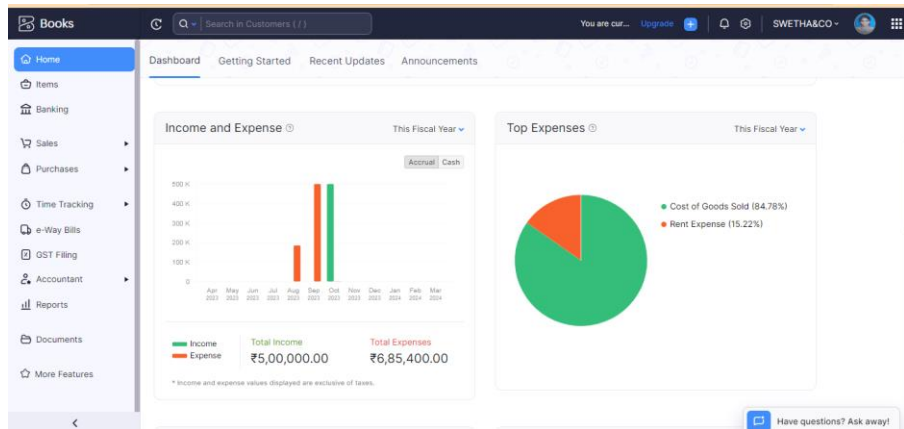 Books
Search in Customers ( / )
You are cur... Upgrade
SWETHA&CO
Home
Items
Banking
Sales
Purchases
Time Tracking
e-Way Bills
GST Filing
Accountant
Reports
Documents
More Features
Dashboard Getting Started Recent Updates Announcements
Income and Expense This Fiscal Year
Accrual Cash
500 K
400 K
300 K
200 K
100 K
0
Apr May Jun Jul Aug Sep Oct Nov Dec Jan Feb Mar
2023 2023 2023 2023 2023 2023 2023 2023 2023 2024 2024 2024
Income
Expense
Total Income
₹5,00,000.00
Total Expenses
₹6,85,400.00
* Income and expense values displayed are exclusive of taxes.
Top Expenses This Fiscal Year
Cost of Goods Sold (84.78%)
Rent Expense (15.22%)
Have questions? Ask away!